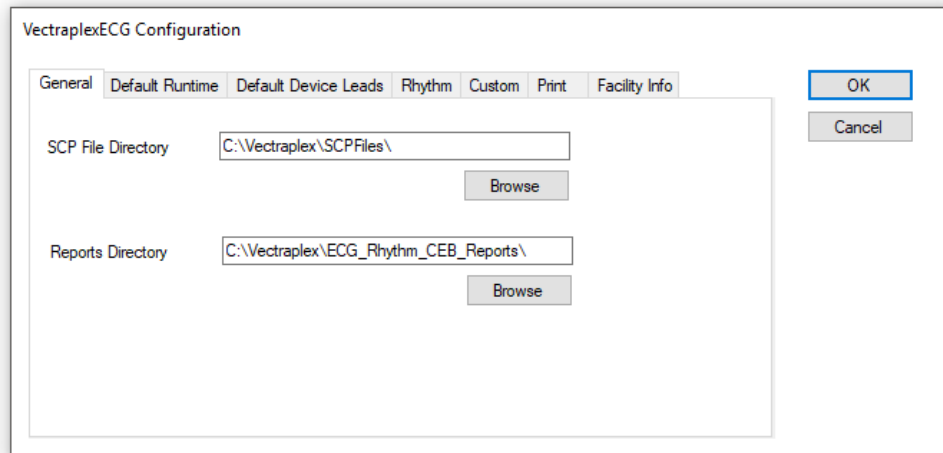 VectraplexECG Configuration
General Default Runtime Default Device Leads Rhythm Custom Print Facility Info
OK
Cancel
SCP File Directory C:\Vectraplex\SCPFiles\
Browse
Reports Directory C:\Vectraplex\ECG_Rhythm_CEB_Reports\
Browse